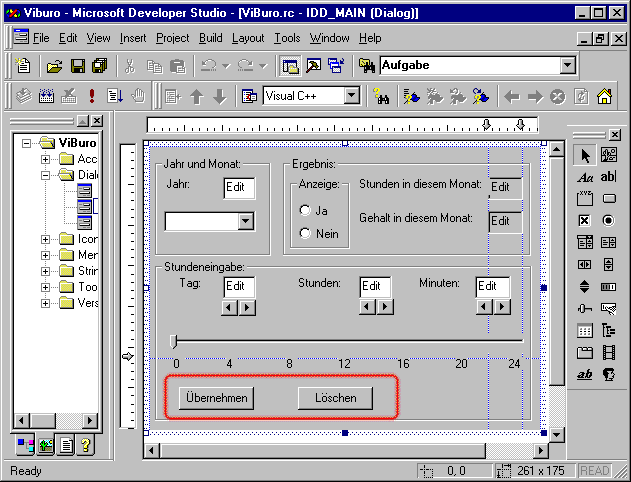 Viburo - Microsoft Developer Studio - [ViBuro.rc - IDD_MAIN (Dialog)]
File Edit View Insert Project Build Layout Tools Window Help
Aufgabe
Visual C++
ViBuro
Acc
Dialo
Icon
Men
Strin
Too
Vers
Jahr und Monat:
Jahr: Edit
Ergebnis:
Anzeige:
Ja
Nein
Stunden in diesem Monat: Edit
Gehalt in diesem Monat: Edit
Stundeneingabe:
Tag: Edit Stunden: Edit Minuten: Edit
0 4 8 12 16 20 24
Übernehmen Löschen
Aa ab|
xyz
ab
Ready 0, 0 261 x 175 READ